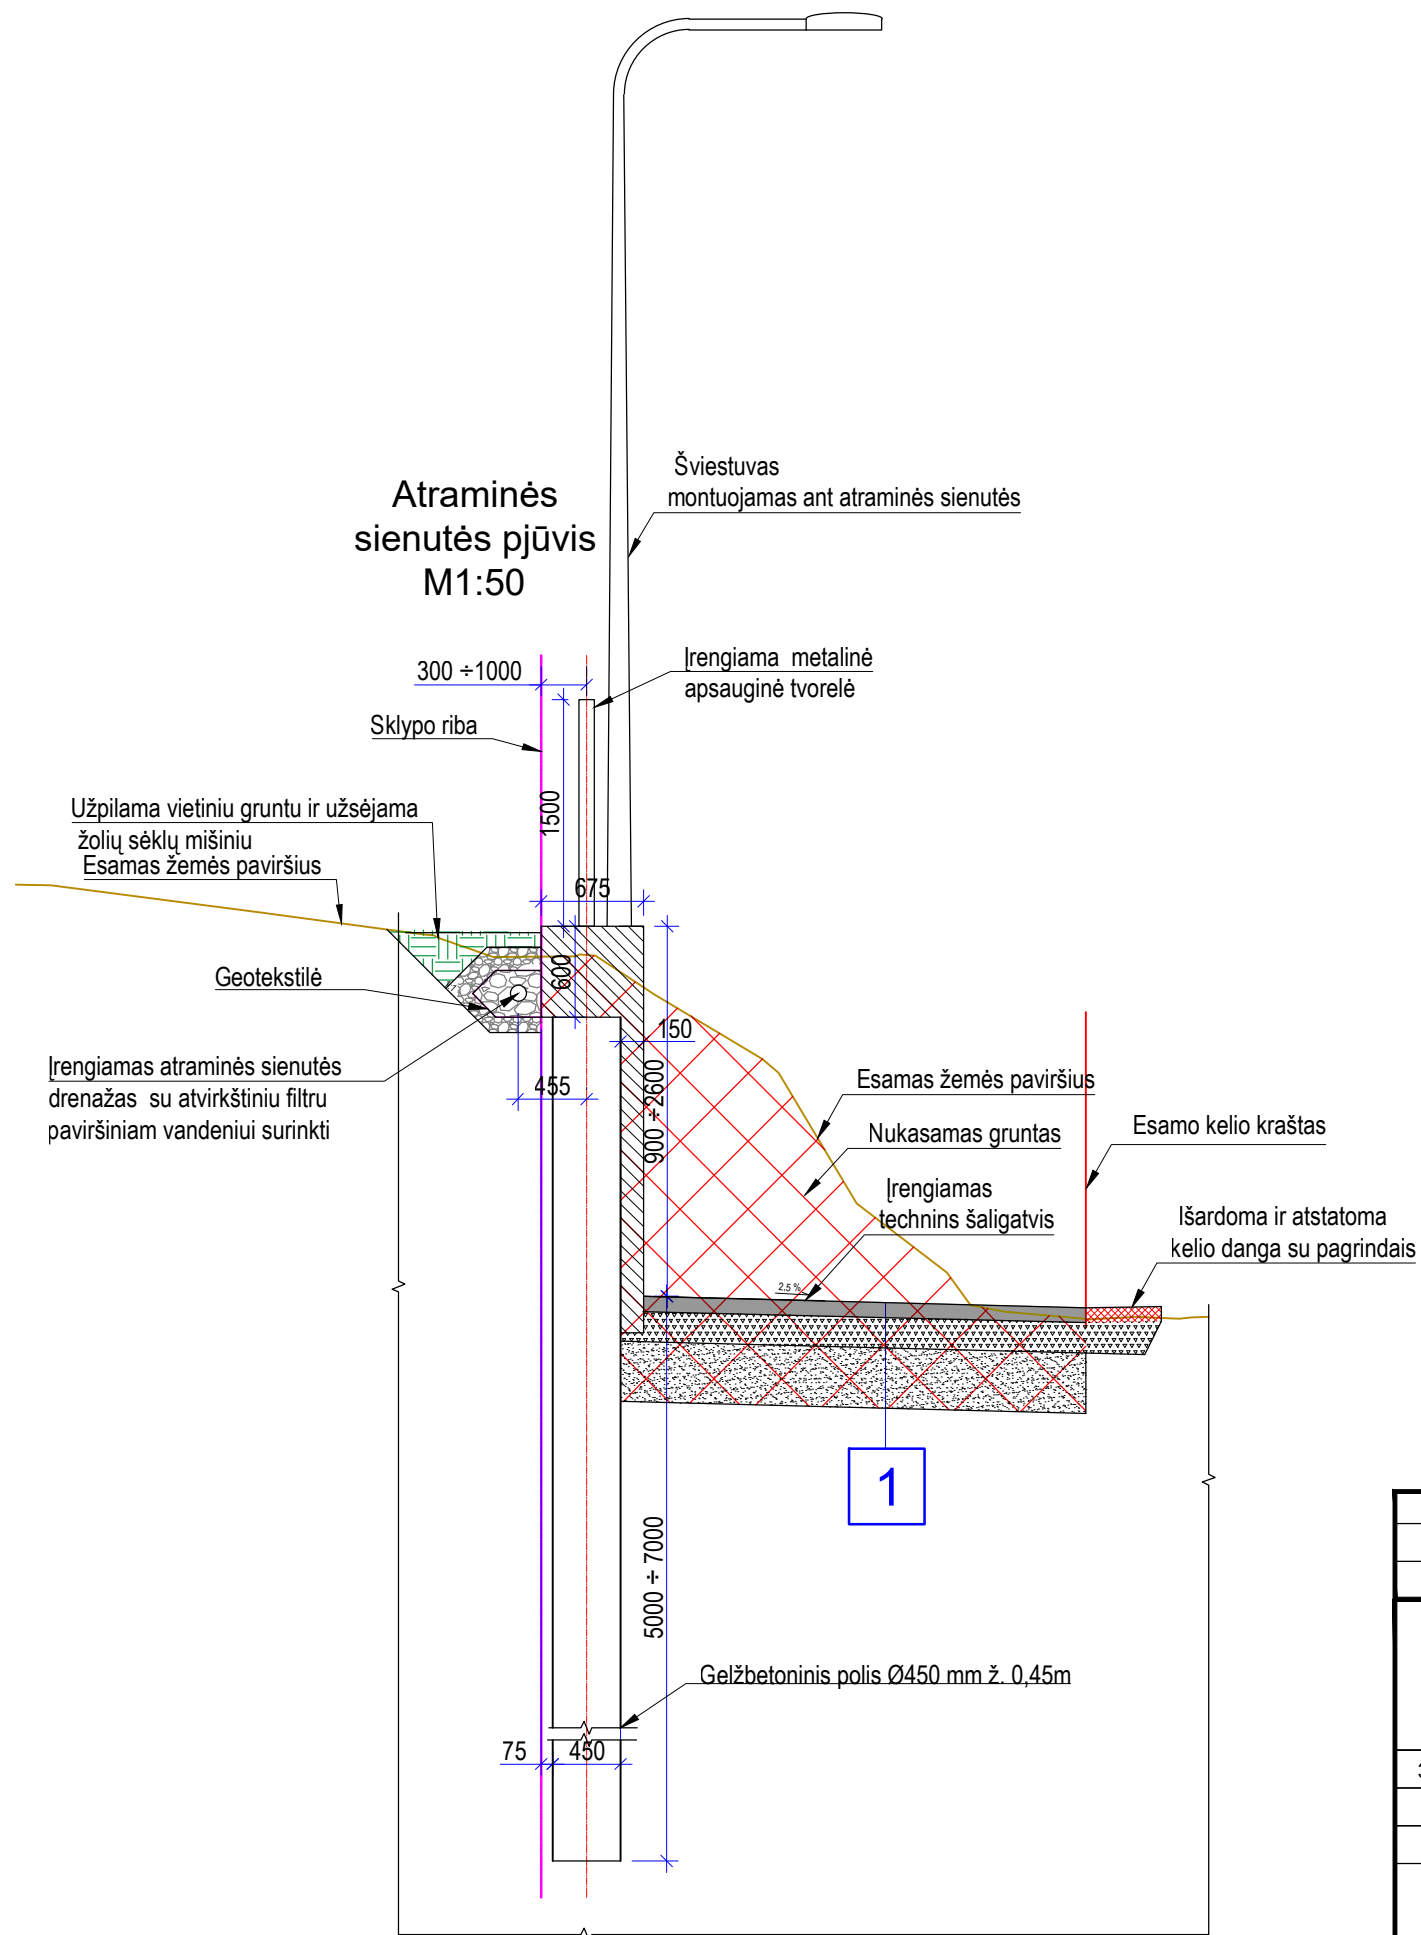 Šviestuvas
montuojamas ant atraminės sienutės
Atraminės
sienutės pjūvis
M1:50
Įrengiama metalinė
apsauginė tvorelė
300 ÷1000
Sklypo riba
1500
Užpilama vietiniu gruntu ir užsėjama
žolių sėklų mišiniu
Esamas žemės paviršius
675
600
Geotekstilė
150
Įrengiamas atraminės sienutės
drenažas su atvirkštiniu filtru
paviršiniam vandeniui surinkti
455
900 ÷2600
Esamas žemės paviršius
Nukasamas gruntas
Esamo kelio kraštas
Įrengiamas
technins šaligatvis
Išardoma ir atstatoma
kelio danga su pagrindais
2,5 %
1
5000 ÷ 7000
Gelžbetoninis polis Ø450 mm ž. 0,45m
75
450